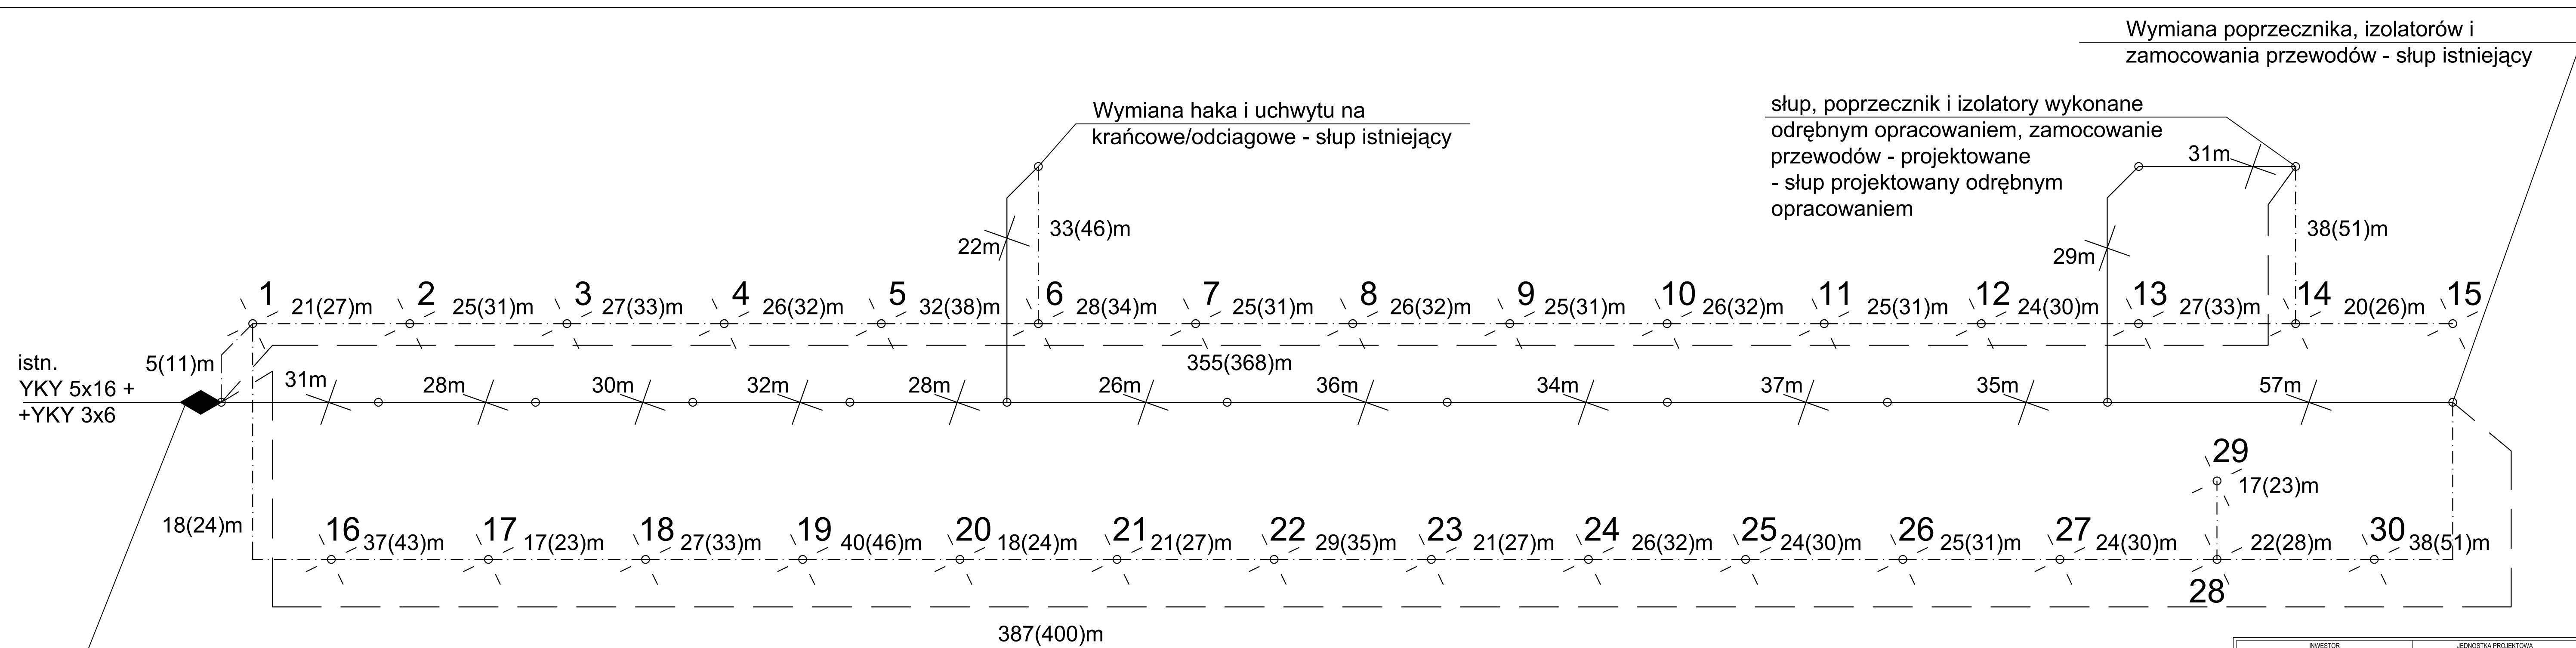 Wymiana poprzecznika, izolatorów i
zamocowania przewodów - słup istniejący
Wymiana haka i uchwytu na
krańcowe/odciagowe - słup istniejący
słup, poprzecznik i izolatory wykonane
odrębnym opracowaniem, zamocowanie
przewodów - projektowane
- słup projektowany odrębnym
opracowaniem
31m
22m
33(46)m
29m
38(51)m
1 2 3 4 5 6 7 8 9 10 11 12 13 14 15
21(27)m 25(31)m 27(33)m 26(32)m 32(38)m 28(34)m 25(31)m 26(32)m 25(31)m 26(32)m 25(31)m 24(30)m 27(33)m 20(26)m
355(368)m
5(11)m
istn.
YKY 5x16 +
+YKY 3x6
31m 28m 30m 32m 28m 26m 36m 34m 37m 35m 57m
29
17(23)m
18(24)m
16 17 18 19 20 21 22 23 24 25 26 27 30
37(43)m 17(23)m 27(33)m 40(46)m 18(24)m 21(27)m 29(35)m 21(27)m 26(32)m 24(30)m 25(31)m 24(30)m 22(28)m 38(51)m
28
387(400)m
INWESTOR
JEDNOSTKA PROJEKTOWA